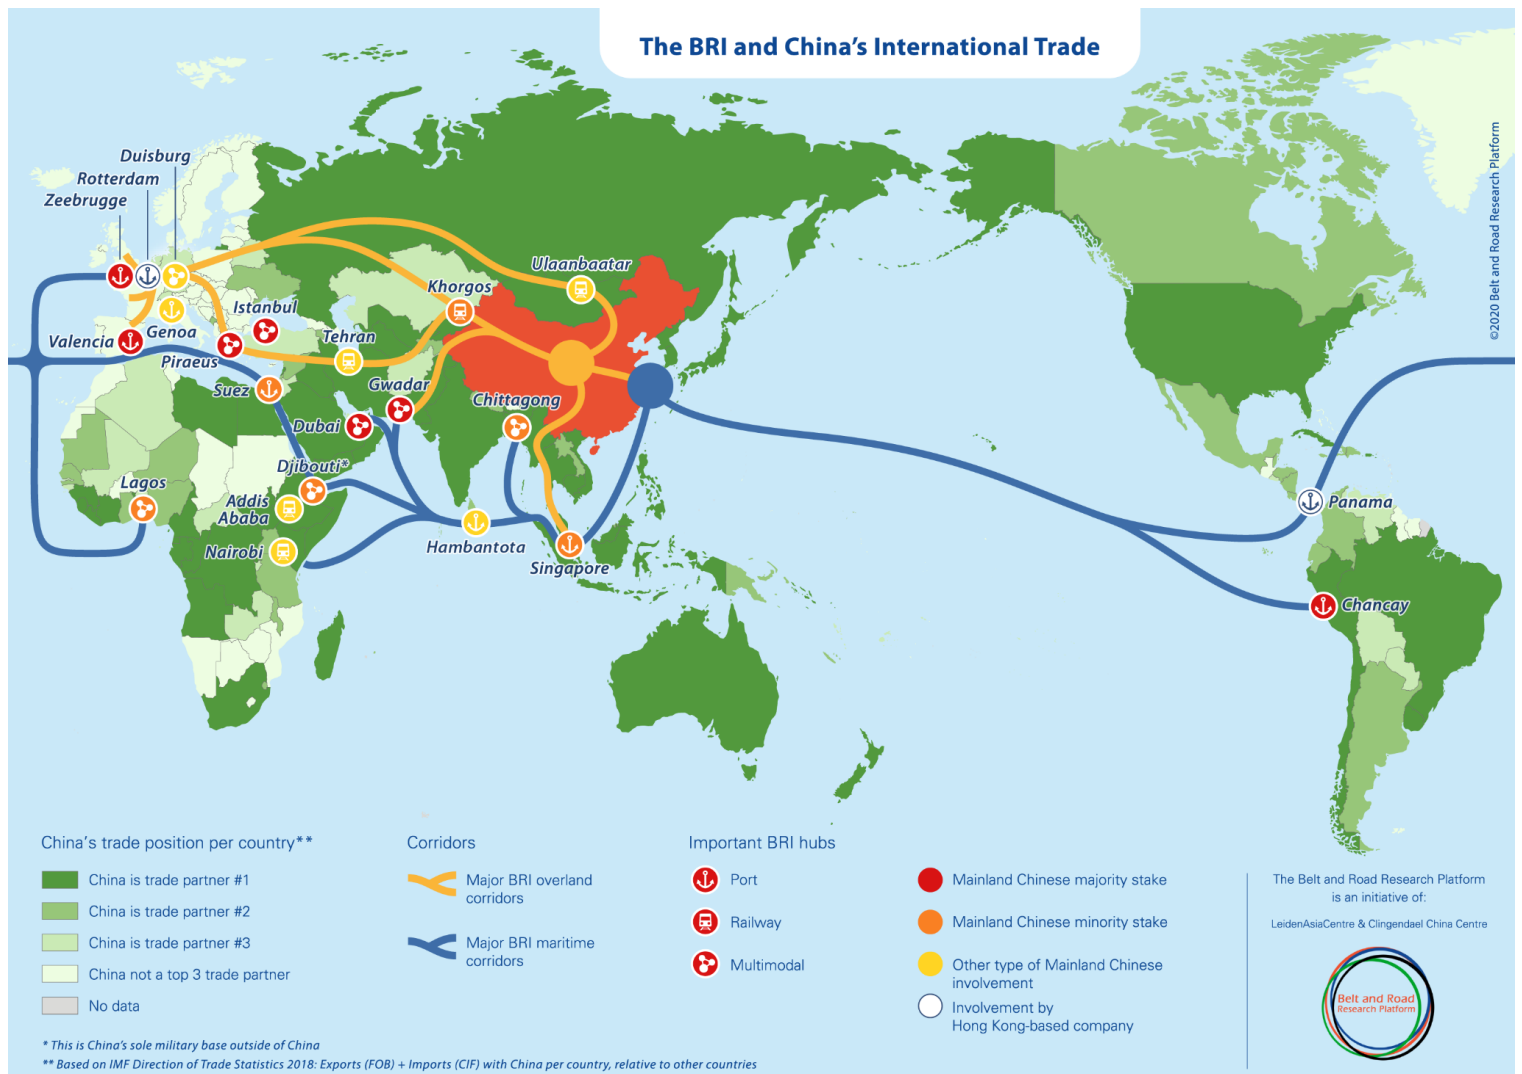 The BRI and China's International Trade
©2020 Belt and Road Research Platform
Duisburg
Rotterdam
Zeebrugge
Ulaanbaatar
Khorgos
Istanbul
Tehran
Genoa
Valencia
Piraeus
Gwadar
Suez
Chittagong
Dubai
Djibouti*
Lagos
Addis
Ababa
Panama
Nairobi
Hambantota
Singapore
Chancay
China's trade position per country**
China is trade partner #1
China is trade partner #2
China is trade partner #3
China not a top 3 trade partner
No data
Corridors
Major BRI overland
corridors
Major BRI maritime
corridors
Important BRI hubs
Port
Railway
Multimodal
Mainland Chinese majority stake
Mainland Chinese minority stake
Other type of Mainland Chinese
involvement
Involvement by
Hong Kong-based company
The Belt and Road Research Platform
is an initiative of:
LeidenAsiaCentre & Clingendael China Centre
Belt and Road
Research Platform
* This is China's sole military base outside of China
** Based on IMF Direction of Trade Statistics 2018: Exports (FOB) + Imports (CIF) with China per country, relative to other countries